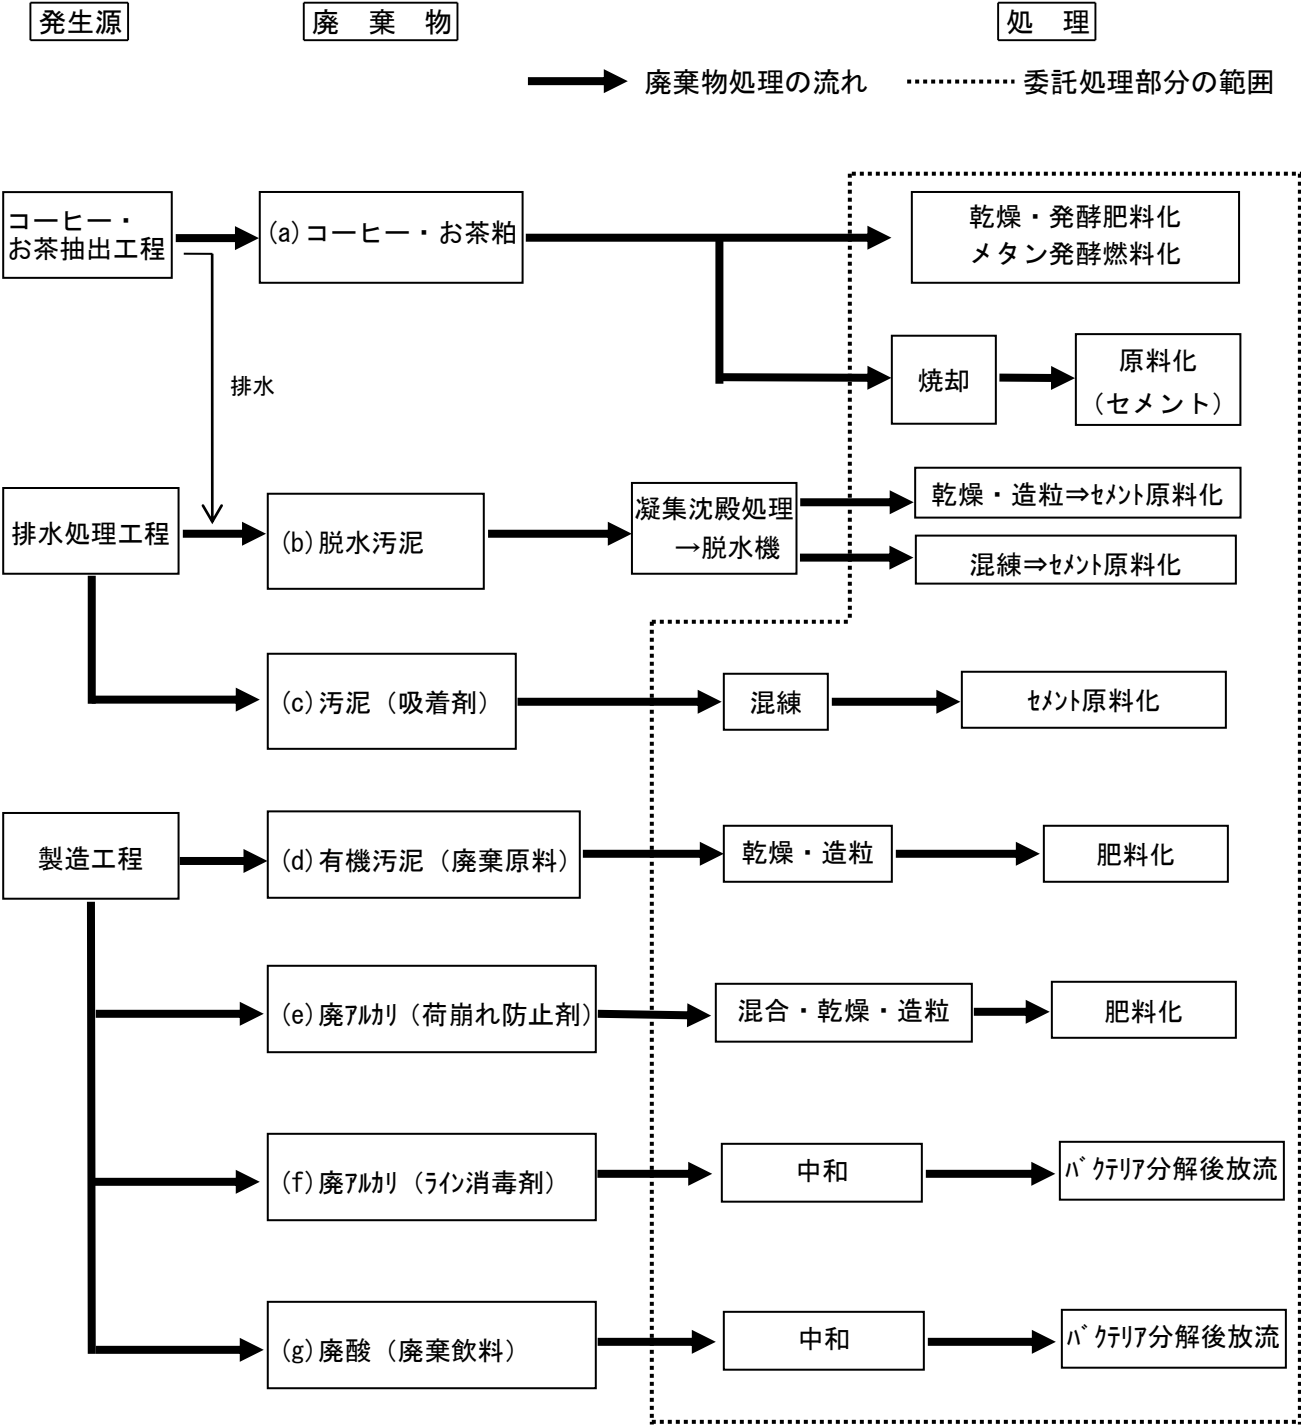 発生源
廃　棄　物
処　理
廃棄物処理の流れ
委託処理部分の範囲
コーヒー・
お茶抽出工程
(a)コーヒー・お茶粕
乾燥・発酵肥料化
メタン発酵燃料化
排水
焼却
原料化
（セメント）
排水処理工程
(b)脱水汚泥
凝集沈殿処理
→脱水機
乾燥・造粒⇒ｾﾒﾝﾄ原料化
混練⇒ｾﾒﾝﾄ原料化
(c)汚泥（吸着剤）
混練
ｾﾒﾝﾄ原料化
製造工程
(d)有機汚泥（廃棄原料）
乾燥・造粒
肥料化
(e)廃ｱﾙｶﾘ（荷崩れ防止剤）
混合・乾燥・造粒
肥料化
(f)廃ｱﾙｶﾘ（ﾗｲﾝ消毒剤）
中和
ﾊﾞｸﾃﾘｱ分解後放流
(g)廃酸（廃棄飲料）
中和
ﾊﾞｸﾃﾘｱ分解後放流